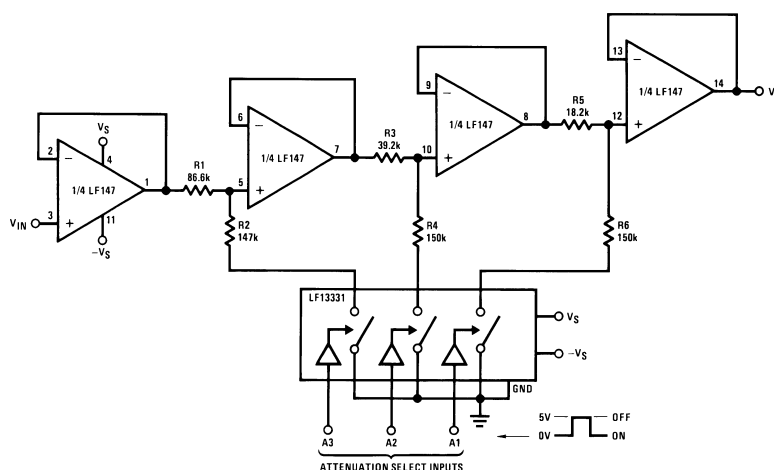 13
14
12
1/4 LF147
V
R5
18.2k
9
8
10
1/4 LF147
R3
39.2k
6
7
5
1/4 LF147
VS
4
2
1
3
11
1/4 LF147
VIN
-VS
R1
86.6k
R2
147k
R4
150k
R6
150k
LF13331
VS
-VS
GND
A3
A2
A1
ATTENUATION SELECT INPUTS
5V
OFF
0V
ON